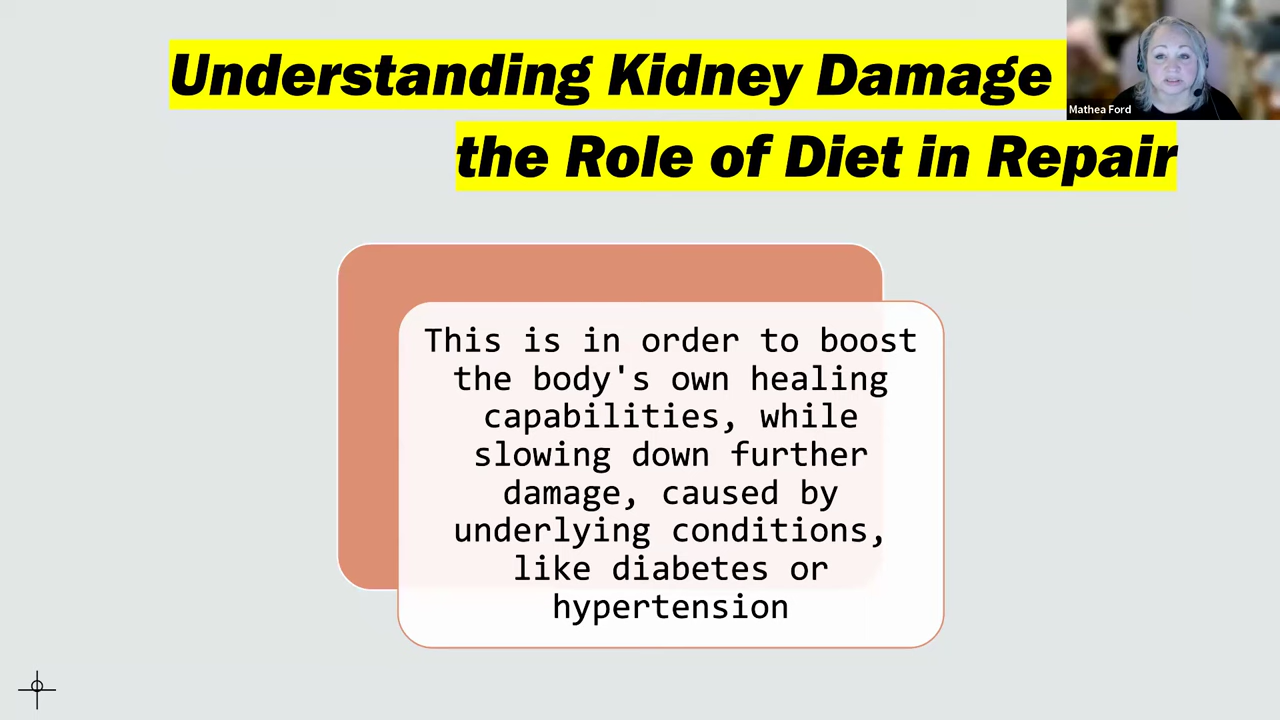 Understanding Kidney Damage
the Role of Diet in Repair
Mathea Ford
This is in order to boost
the body's own healing
capabilities, while
slowing down further
damage, caused by
underlying conditions,
like diabetes or
hypertension